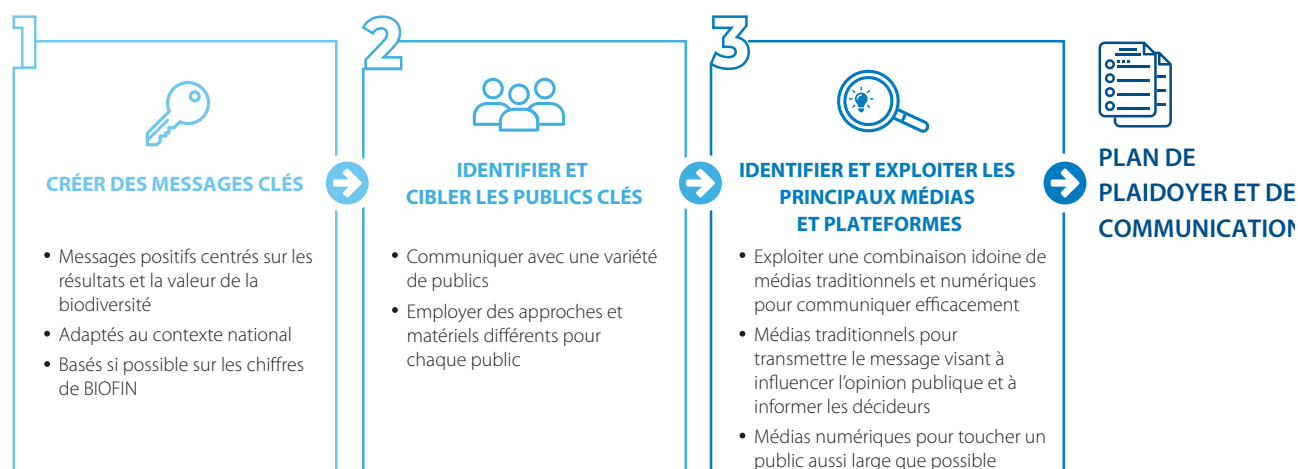 1
CRÉER DES MESSAGES CLÉS
• Messages positifs centrés sur les
résultats et la valeur de la
biodiversité
• Adaptés au contexte national
• Basés si possible sur les chiffres
de BIOFIN
2
IDENTIFIER ET
CIBLER LES PUBLICS CLÉS
• Communiquer avec une variété
de publics
• Employer des approches et
matériels différents pour
chaque public
3
IDENTIFIER ET EXPLOITER LES
PRINCIPAUX MÉDIAS
ET PLATEFORMES
• Exploiter une combinaison idoine de
médias traditionnels et numériques
pour communiquer efficacement
• Médias traditionnels pour
transmettre le message visant à
influencer l’opinion publique et à
informer les décideurs
• Médias numériques pour toucher un
public aussi large que possible
PLAN DE
PLAIDOYER ET DE
COMMUNICATION